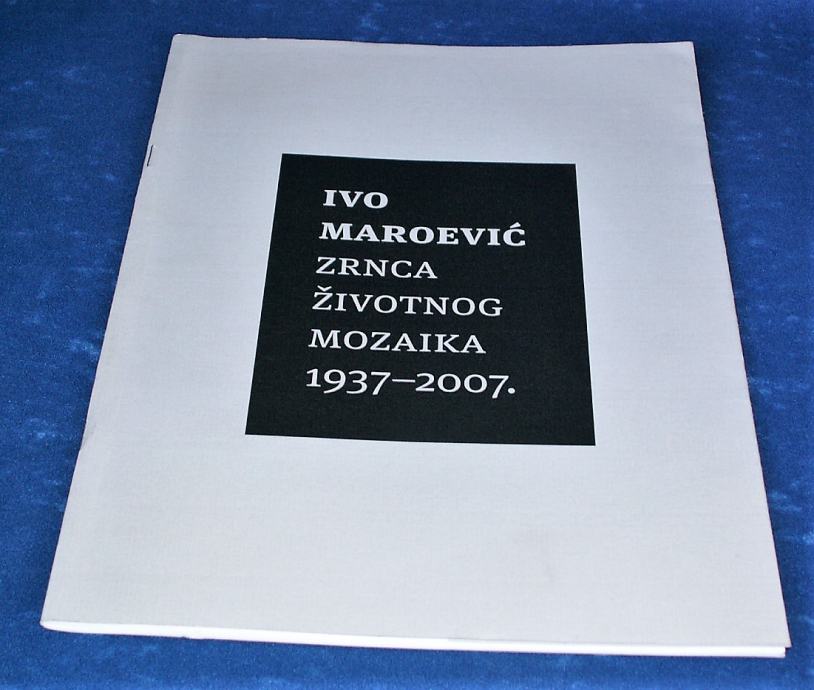 IVO
MAROEVIĆ
ZRNCA
ŽIVOTNOG
MOZAIKA
1937–2007.